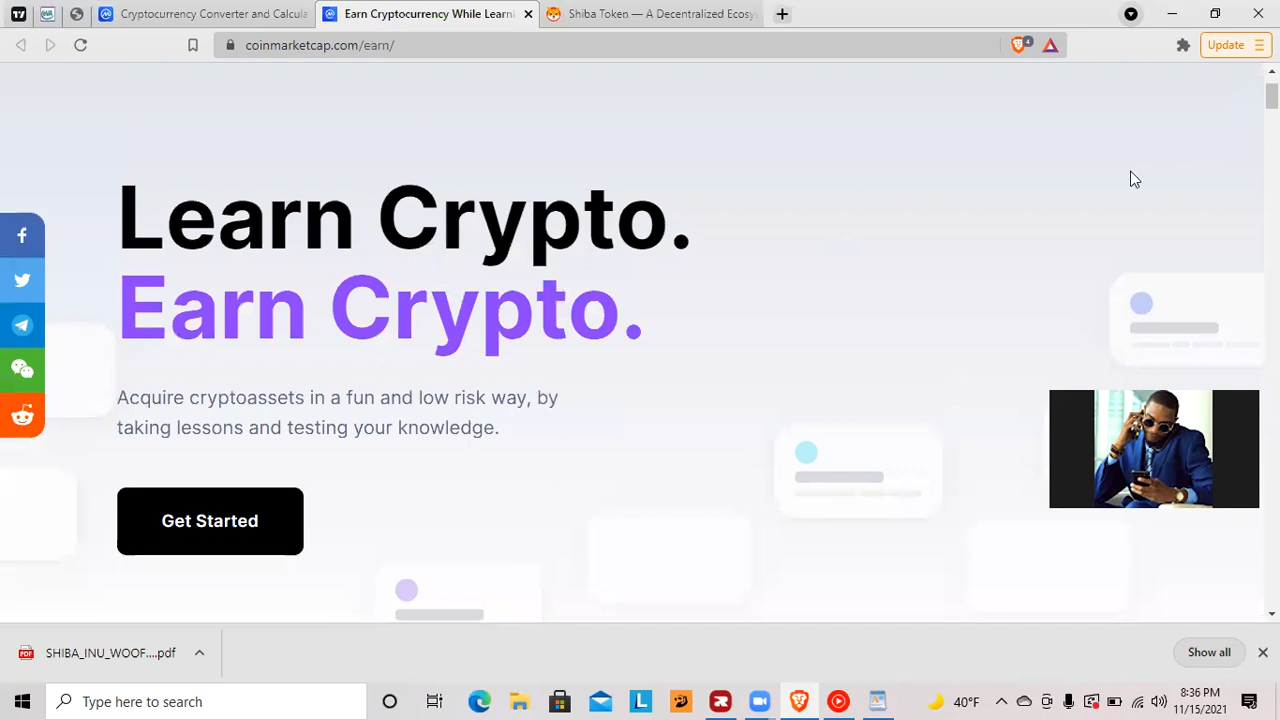 Cryptocurrency Converter and Calcula
Earn Cryptocurrency While Learni
Shiba Token — A Decentralized Ecosy
coinmarketcap.com/earn/
4
Update
Learn Crypto.
Earn Crypto.
Acquire cryptoassets in a fun and low risk way, by
taking lessons and testing your knowledge.
Get Started
SHIBA_INU_WOOF....pdf
Show all
Type here to search
L
40°F
8:36 PM
11/15/2021